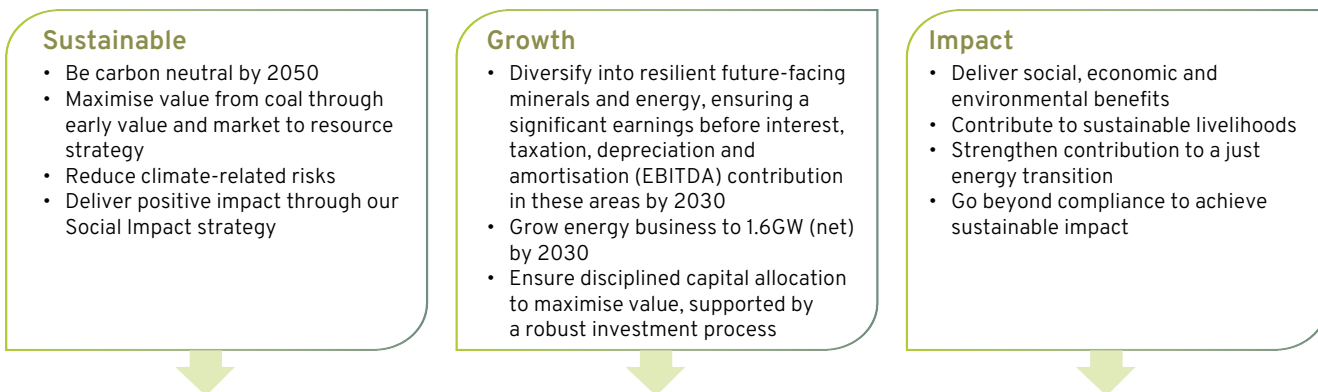 Sustainable
• Be carbon neutral by 2050
• Maximise value from coal through
early value and market to resource
strategy
• Reduce climate-related risks
• Deliver positive impact through our
Social Impact strategy
Growth
• Diversify into resilient future-facing
minerals and energy, ensuring a
significant earnings before interest,
taxation, depreciation and
amortisation (EBITDA) contribution
in these areas by 2030
• Grow energy business to 1.6GW (net)
by 2030
• Ensure disciplined capital allocation
to maximise value, supported by
a robust investment process
Impact
• Deliver social, economic and
environmental benefits
• Contribute to sustainable livelihoods
• Strengthen contribution to a just
energy transition
• Go beyond compliance to achieve
sustainable impact